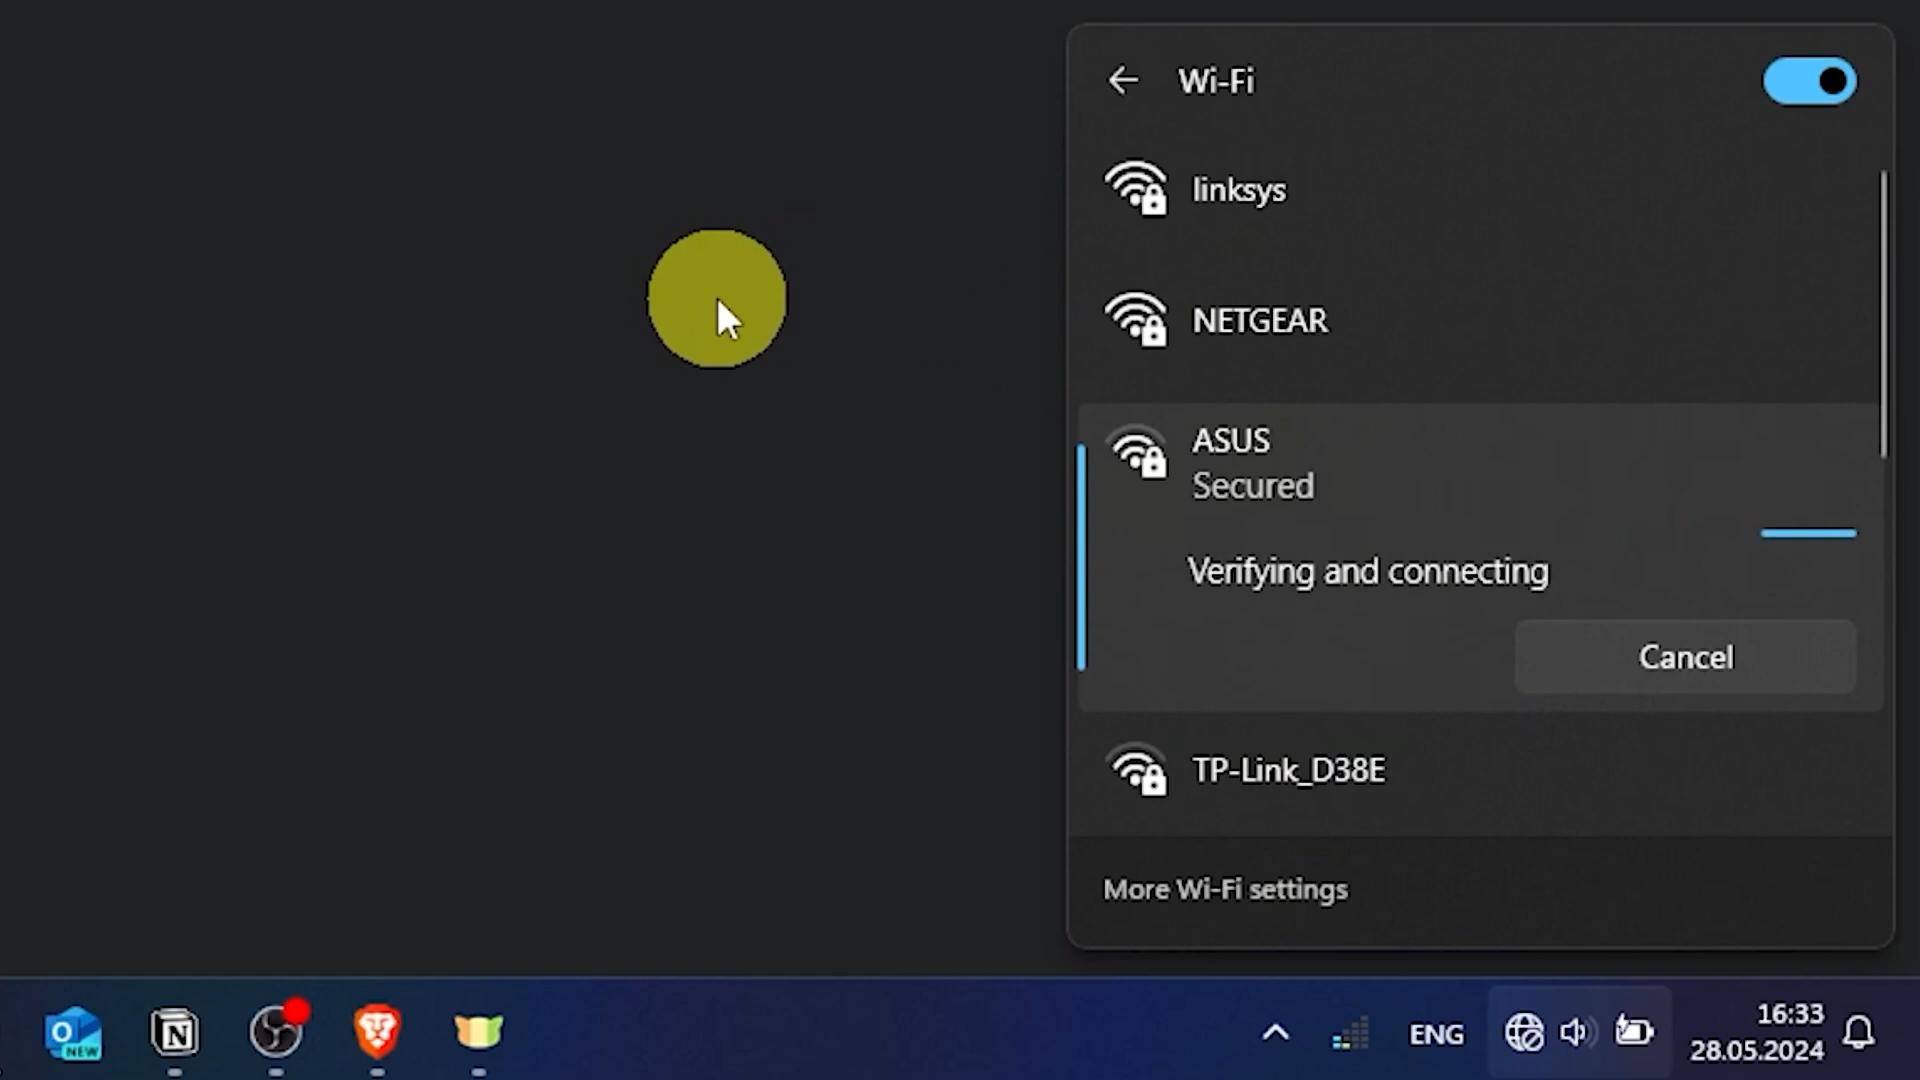 Wi-Fi
linksys
NETGEAR
ASUS
Secured
Verifying and connecting
Cancel
TP-Link_D38E
More Wi-Fi settings
O
NEW
N
ENG
16:33
28.05.2024